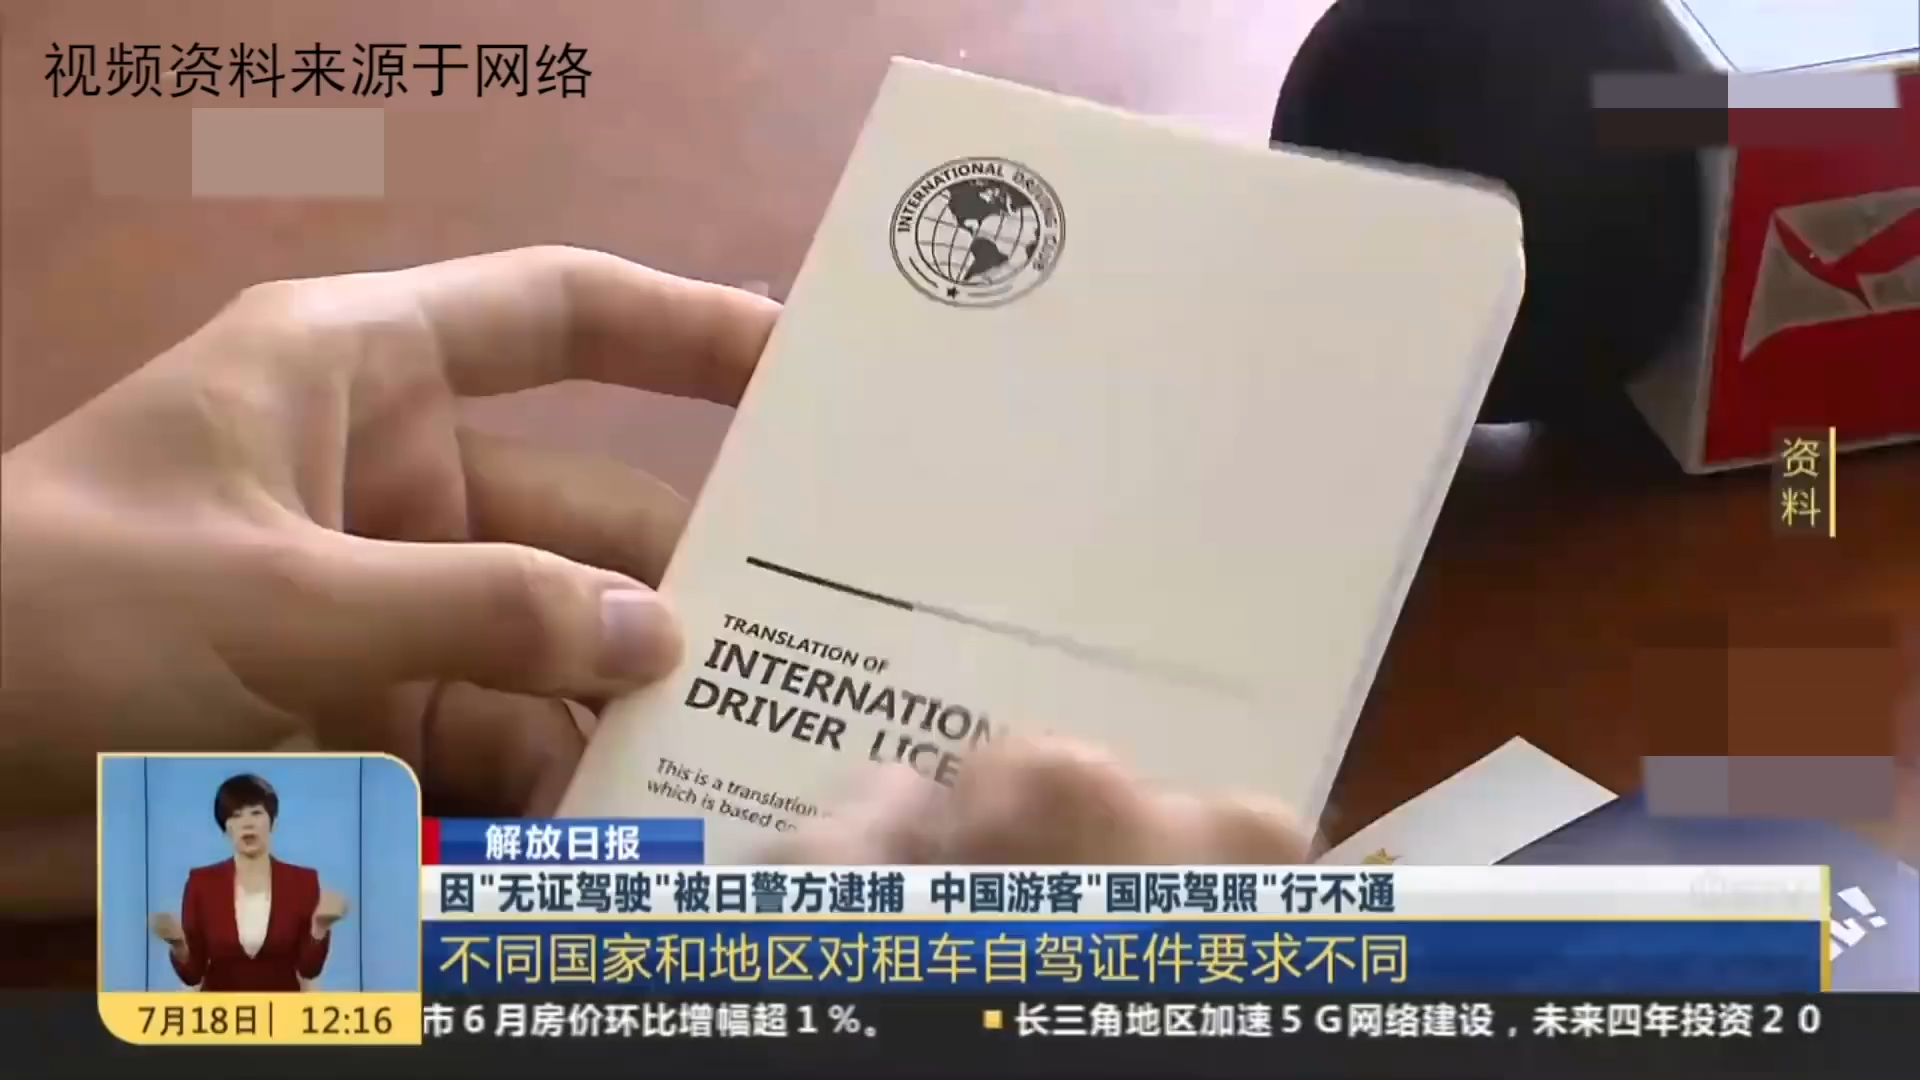 视频资料来源于网络
INTERNATIONAL DRIVING CLUB
资料
TRANSLATION OF
INTERNATION
DRIVER LICE
This is a translation
which is based on
解放日报
因"无证驾驶"被日警方逮捕 中国游客"国际驾照"行不通
不同国家和地区对租车自驾证件要求不同
7月18日 12:16
市6月房价环比增幅超1%。 ■长三角地区加速5G网络建设，未来四年投资20